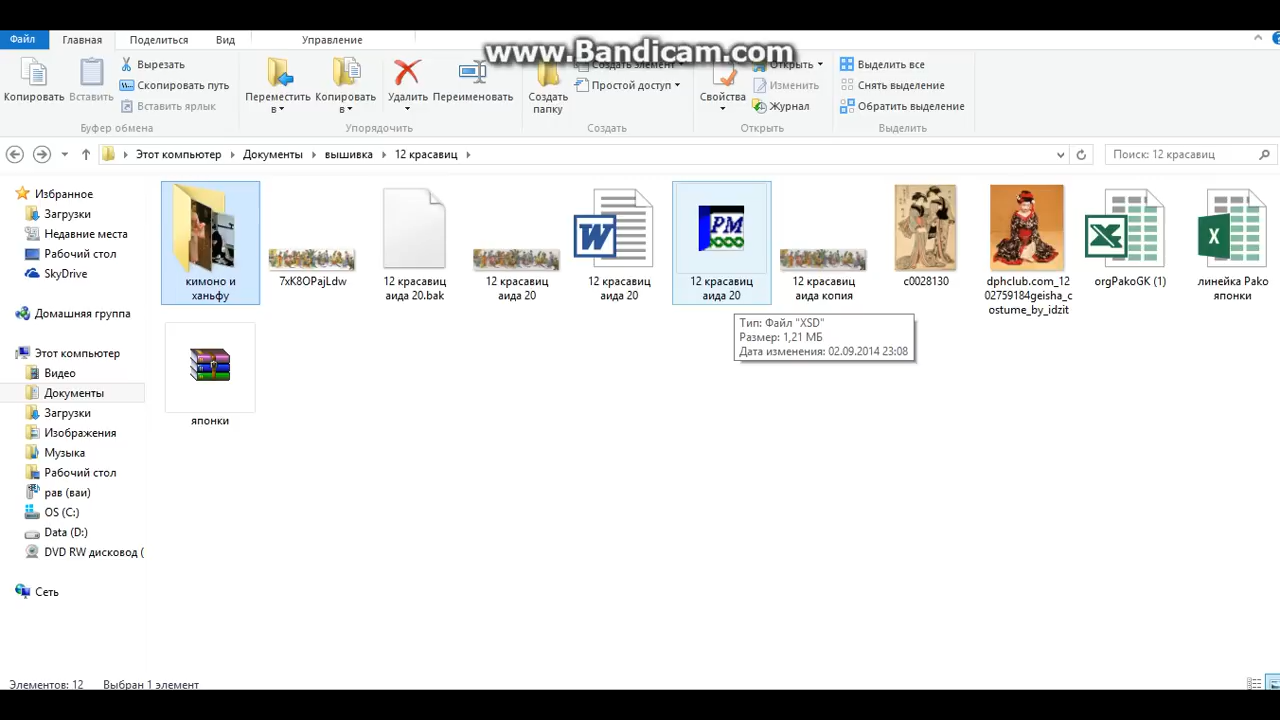 www.Bandicam.com
Файл
Главная
Поделиться
Вид
Управление
Копировать
Вставить
Вырезать
Скопировать путь
Вставить ярлык
Буфер обмена
Переместить в
Копировать в
Удалить
Переименовать
Упорядочить
Создать папку
Создать элемент
Простой доступ
Создать
Свойства
Открыть
Изменить
Журнал
Открыть
Выделить все
Снять выделение
Обратить выделение
Выделить
Этот компьютер
Документы
вышивка
12 красавиц
Поиск: 12 красавиц
Избранное
Загрузки
Недавние места
Рабочий стол
SkyDrive
Домашняя группа
Этот компьютер
Видео
Документы
Загрузки
Изображения
Музыка
Рабочий стол
рав (ваи)
OS (C:)
Data (D:)
DVD RW дисковод (
Сеть
кимоно и
ханьфу
7xK8OPajLdw
12 красавиц
аида 20.bak
12 красавиц
аида 20
W
12 красавиц
аида 20
PM
12 красавиц
аида 20
12 красавиц
аида копия
c0028130
dphclub.com_12
02759184geisha_c
ostume_by_idzit
X
orgPakoGK (1)
X
линейка Pako
японки
японки
Тип: Файл "XSD"
Размер: 1,21 МБ
Дата изменения: 02.09.2014 23:08
Элементов: 12
Выбран 1 элемент